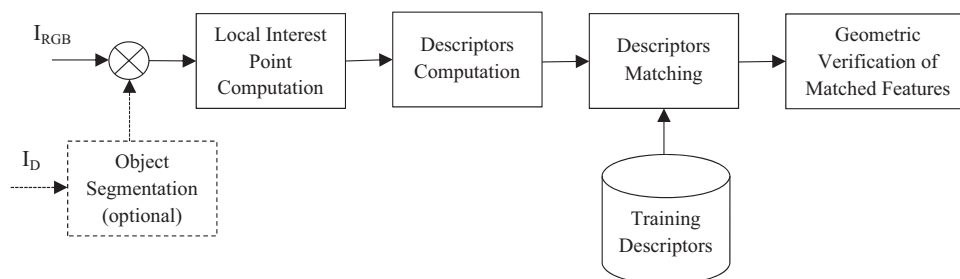 I_RGB
Local Interest
Point
Computation
Descriptors
Computation
Descriptors
Matching
Geometric
Verification of
Matched Features
I_D
Object
Segmentation
(optional)
Training
Descriptors